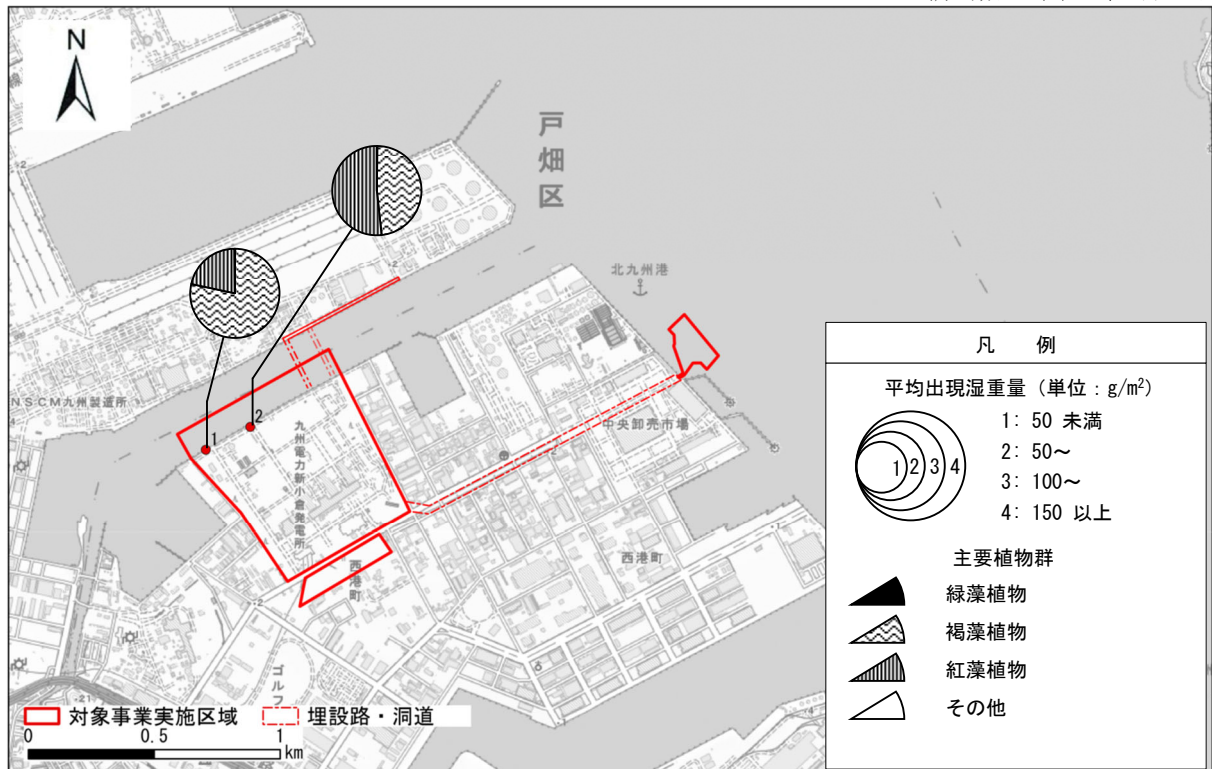 N
戸
畑
区
北九州港
NSCM九州製造所
1
2
九州電力新小倉発電所
中央卸売市場
西港町
西港町
ゴルフ
凡 例
平均出現湿重量 (単位:g/m²)
1 2 3 4
1: 50 未満
2: 50～
3: 100～
4: 150 以上
主要植物群
緑藻植物
褐藻植物
紅藻植物
その他
対象事業実施区域 埋設路・洞道
0 0.5 1
km